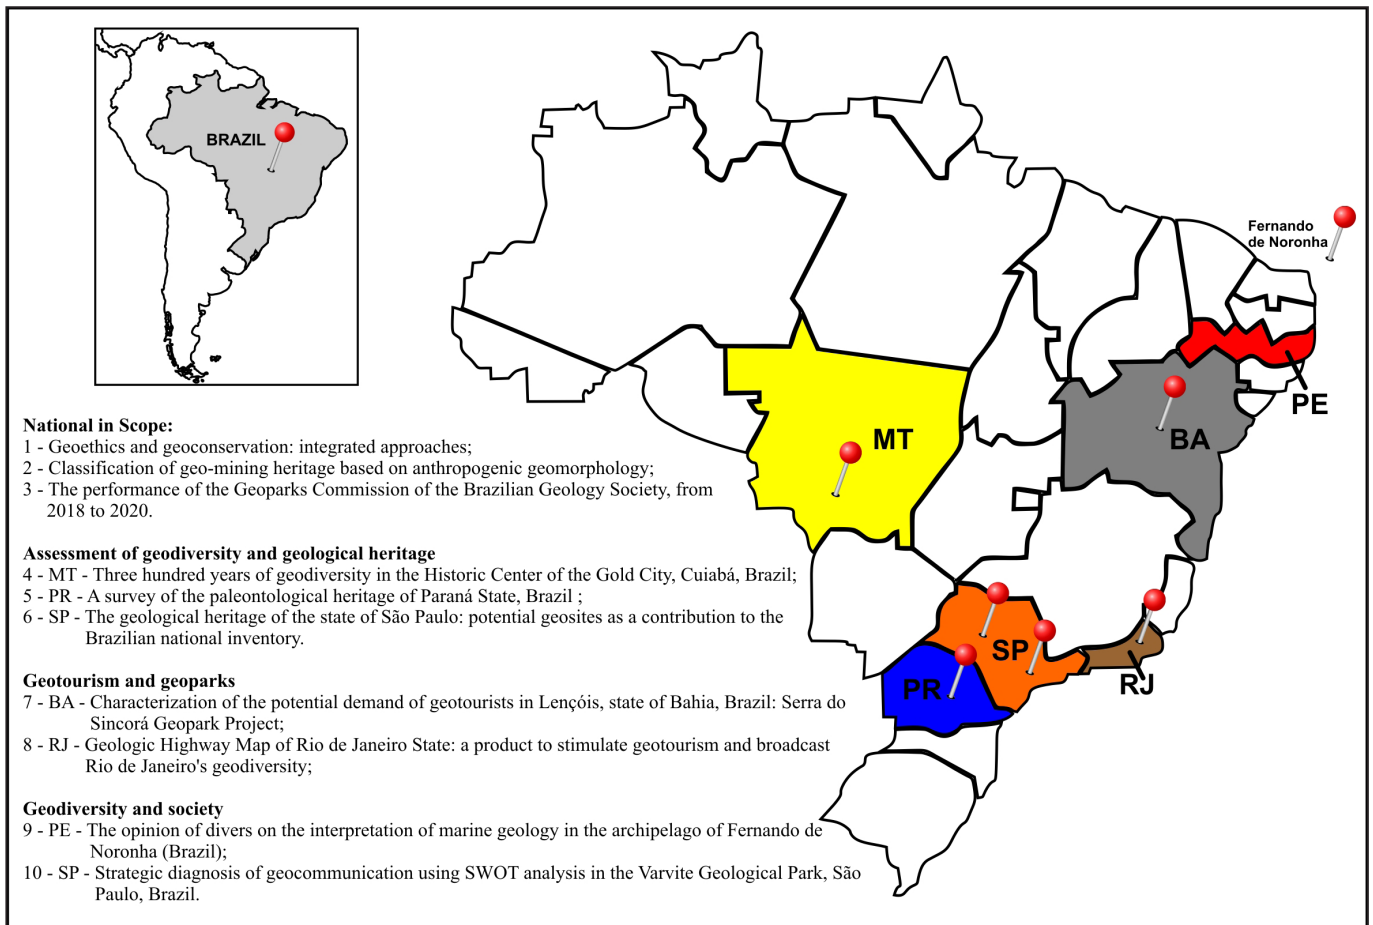 BRAZIL
Fernando
de Noronha
PE
BA
MT
SP
PR
RJ
National in Scope:
1 - Geoethics and geoconservation: integrated approaches;
2 - Classification of geo-mining heritage based on anthropogenic geomorphology;
3 - The performance of the Geoparks Commission of the Brazilian Geology Society, from
2018 to 2020.
Assessment of geodiversity and geological heritage
4 - MT - Three hundred years of geodiversity in the Historic Center of the Gold City, Cuiabá, Brazil;
5 - PR - A survey of the paleontological heritage of Paraná State, Brazil ;
6 - SP - The geological heritage of the state of São Paulo: potential geosites as a contribution to the
Brazilian national inventory.
Geotourism and geoparks
7 - BA - Characterization of the potential demand of geotourists in Lençóis, state of Bahia, Brazil: Serra do
Sincorá Geopark Project;
8 - RJ - Geologic Highway Map of Rio de Janeiro State: a product to stimulate geotourism and broadcast
Rio de Janeiro's geodiversity;
Geodiversity and society
9 - PE - The opinion of divers on the interpretation of marine geology in the archipelago of Fernando de
Noronha (Brazil);
10 - SP - Strategic diagnosis of geocommunication using SWOT analysis in the Varvite Geological Park, São
Paulo, Brazil.